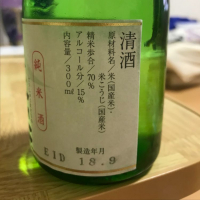 清酒
原材料名／米（国産米）・
米こうじ（国産米）
精米歩合／70％
アルコール分／15％
内容量／300ml
純米酒
製造年月
E1D 18.9